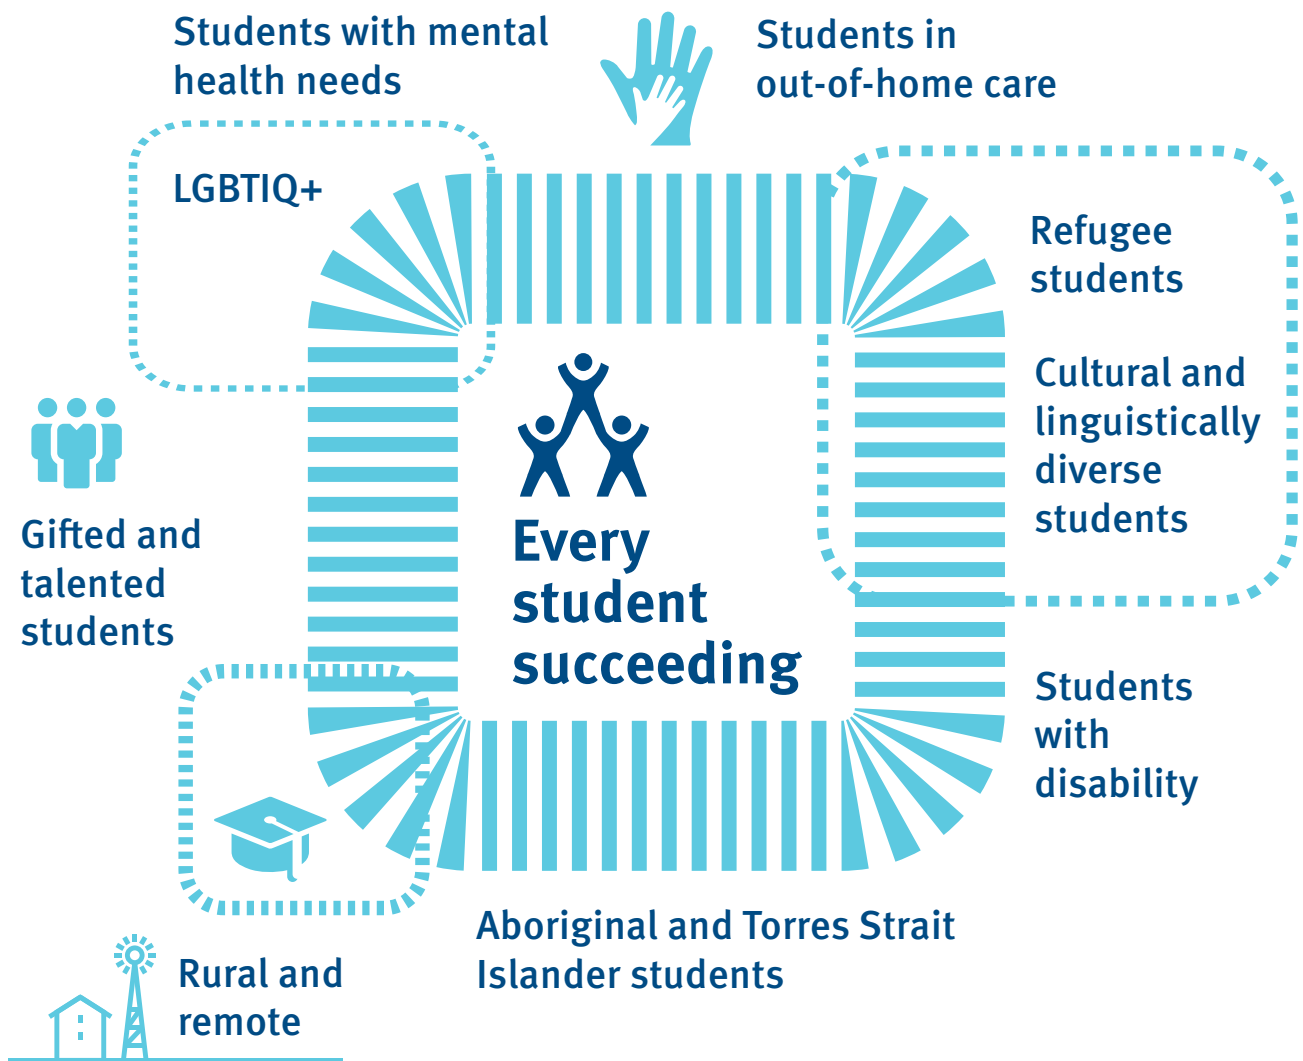 Students with mental
health needs
Students in
out-of-home care
LGBTIQ+
Refugee
students
Cultural and
linguistically
diverse
students
Gifted and
talented
students
Every
student
succeeding
Students
with
disability
Aboriginal and Torres Strait
Islander students
Rural and
remote